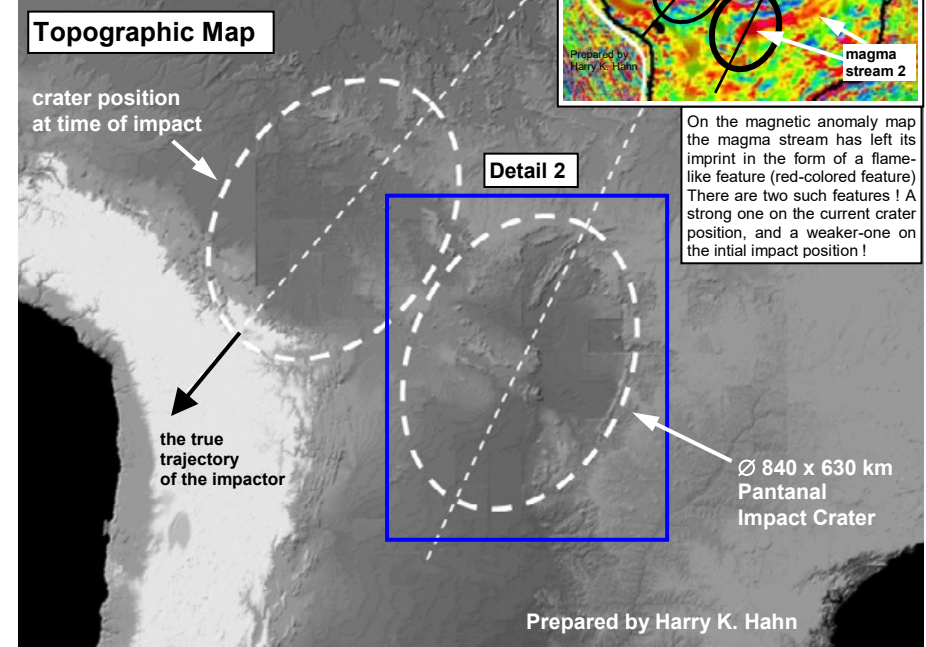 Topographic Map
crater position
at time of impact
Prepared by
Harry K. Hahn
magma
stream 2
On the magnetic anomaly map
the magma stream has left its
imprint in the form of a flame-
like feature (red-colored feature)
There are two such features ! A
strong one on the current crater
position, and a weaker-one on
the intial impact position !
Detail 2
the true
trajectory
of the impactor
Ø 840 x 630 km
Pantanal
Impact Crater
Prepared by Harry K. Hahn